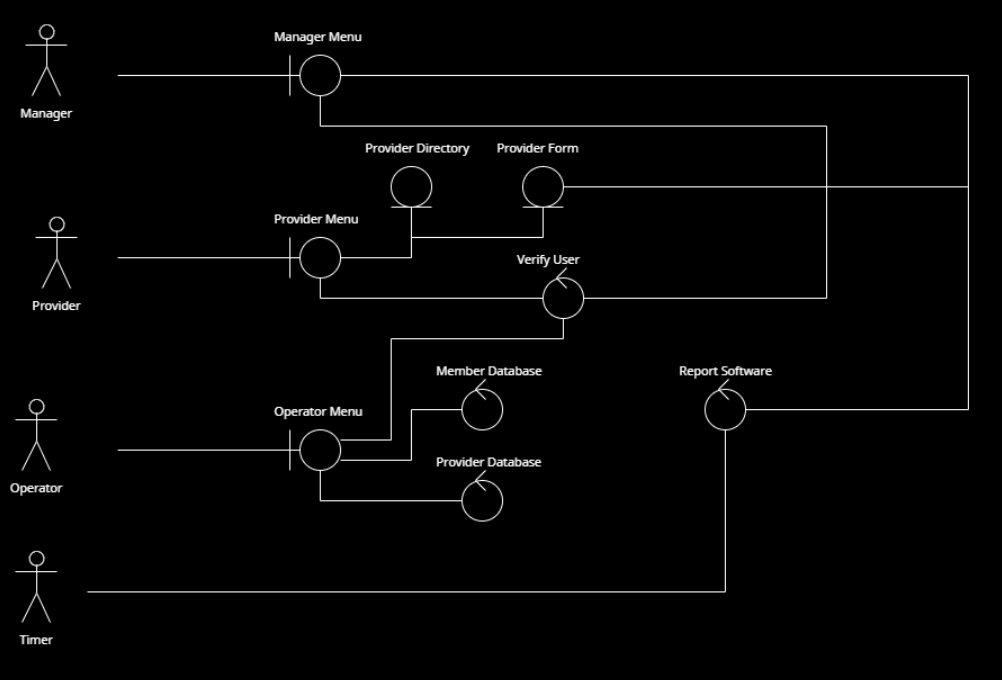 Manager Menu
Manager
Provider Directory
Provider Form
Provider Menu
Provider
Verify User
Member Database
Report Software
Operator Menu
Provider Database
Operator
Timer